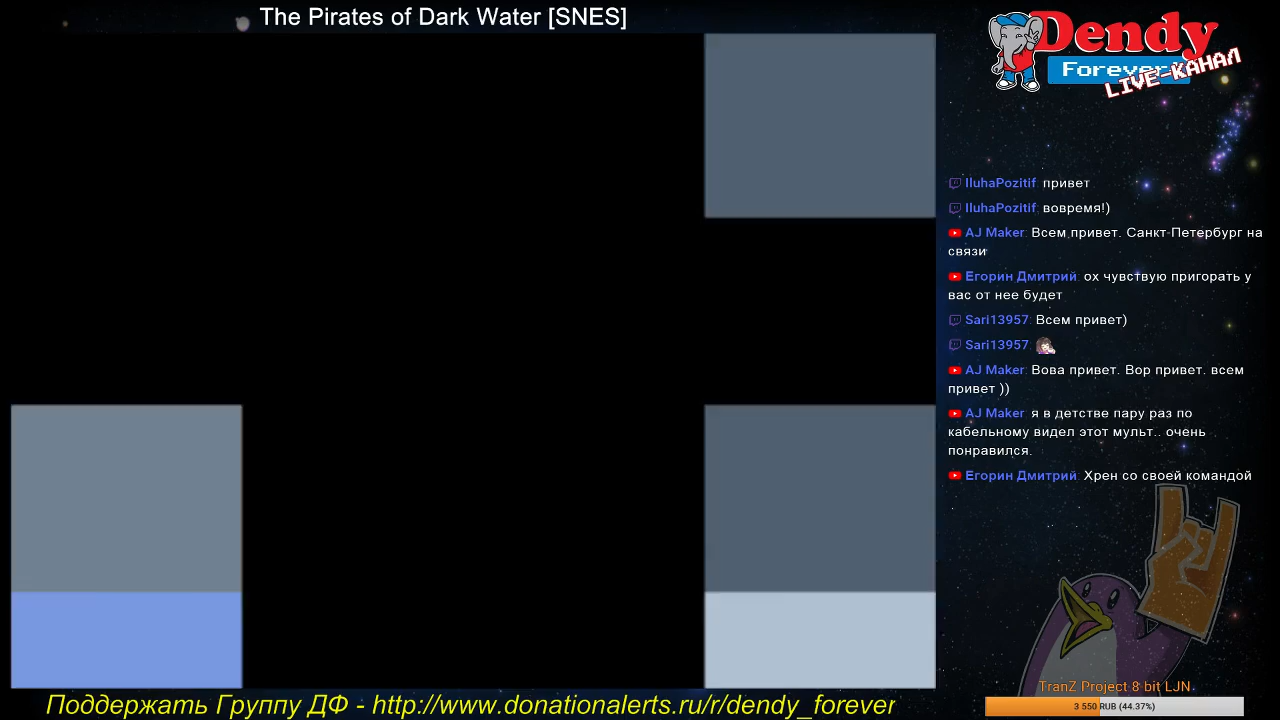 The Pirates of Dark Water [SNES]
Dendy
Forever
LIVE-КАНАЛ
IluhaPozitif: привет
IluhaPozitif: вовремя!)
AJ Maker: Всем привет. Санкт-Петербург на
связи
Егорин Дмитрий: ох чувствую пригорать у
вас от нее будет
Sari13957: Всем привет)
Sari13957:
AJ Maker: Вова привет. Вор привет. всем
привет ))
AJ Maker: я в детстве пару раз по
кабельному видел этот мульт.. очень
понравился.
Егорин Дмитрий: Хрен со своей командой
TranZ Project 8 bit LJN
3 550 RUB (44.37%)
Поддержать Группу ДФ - http://www.donationalerts.ru/r/dendy_forever